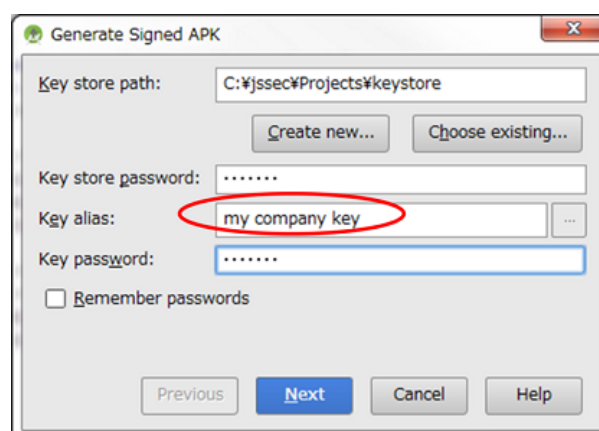 Generate Signed APK
Key store path: C:¥jssec¥Projects¥keystore
Create new... Choose existing...
Key store password: •••••••
Key alias: my company key ...
Key password: •••••••
Remember passwords
Previous Next Cancel Help